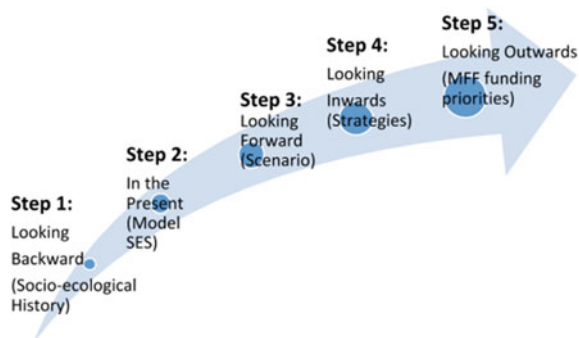 Step 1:
Looking
Backward
(Socio-ecological
History)
Step 2:
In the
Present
(Model
SES)
Step 3:
Looking
Forward
(Scenario)
Step 4:
Looking
Inwards
(Strategies)
Step 5:
Looking Outwards
(MFF funding
priorities)